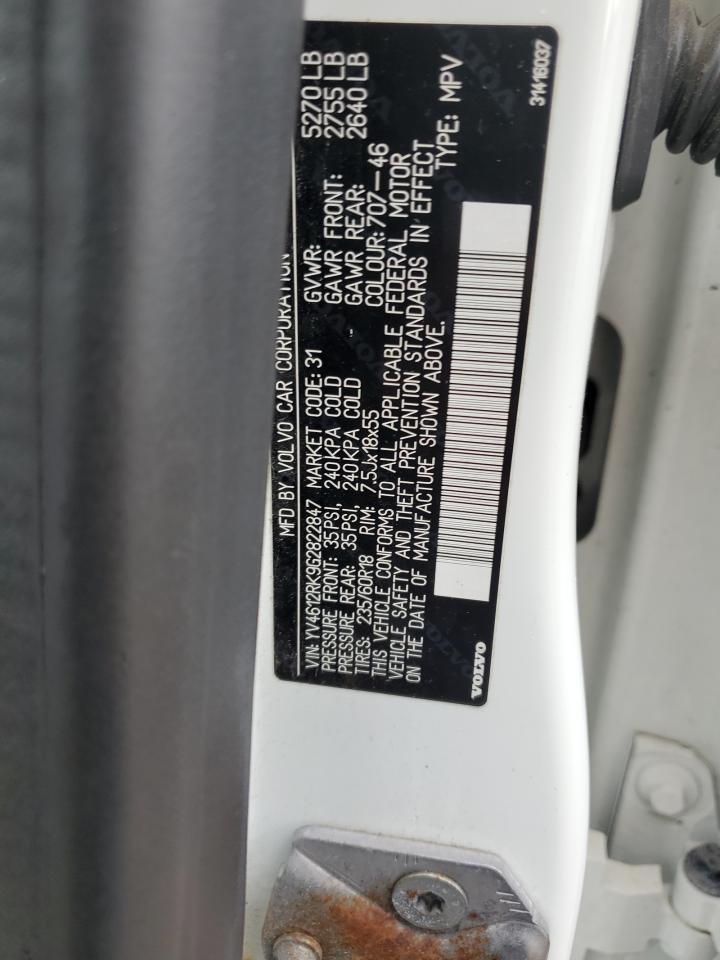 MFD BY VOLVO CAR CORPORATION
VIN: YV4612RK9G2822847 MARKET CODE: 31 GVWR: 5270 LB
PRESSURE FRONT: 35PSI, 240KPA COLD GAWR FRONT: 2755 LB
PRESSURE REAR: 35PSI, 240KPA COLD GAWR REAR: 2640 LB
TIRES: 235/60R18 RIM: 7.5Jx18x55 COLOUR: 707-46
THIS VEHICLE CONFORMS TO ALL APPLICABLE FEDERAL MOTOR
VEHICLE SAFETY AND THEFT PREVENTION STANDARDS IN EFFECT
ON THE DATE OF MANUFACTURE SHOWN ABOVE. TYPE: MPV
VOLVO 31416037